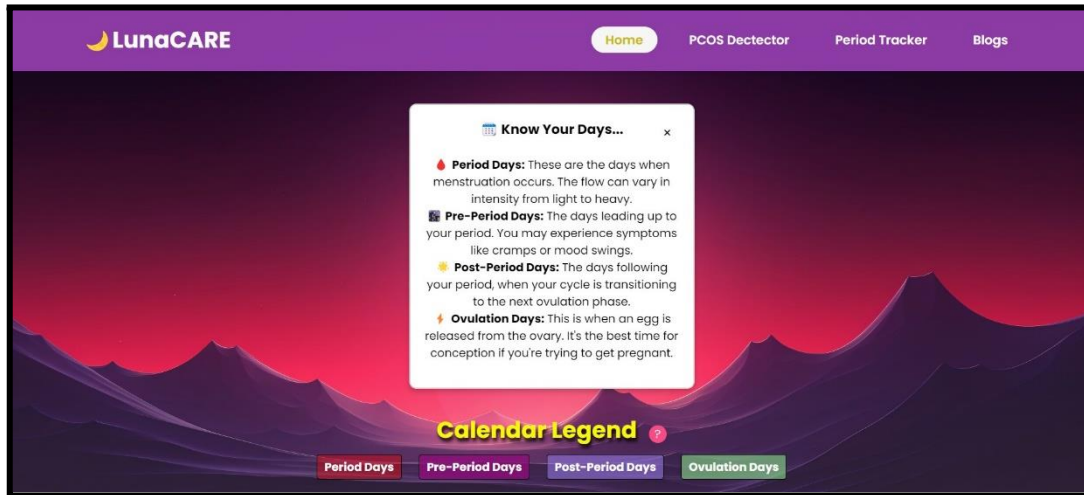 🌙 LunaCARE
Home PCOS Dectector Period Tracker Blogs
🗓️ Know Your Days... ×
🩸 Period Days: These are the days when
menstruation occurs. The flow can vary in
intensity from light to heavy.
🌌 Pre-Period Days: The days leading up to
your period. You may experience symptoms
like cramps or mood swings.
🌟 Post-Period Days: The days following
your period, when your cycle is transitioning
to the next ovulation phase.
⚡ Ovulation Days: This is when an egg is
released from the ovary. It's the best time for
conception if you're trying to get pregnant.
Calendar Legend ?
Period Days Pre-Period Days Post-Period Days Ovulation Days